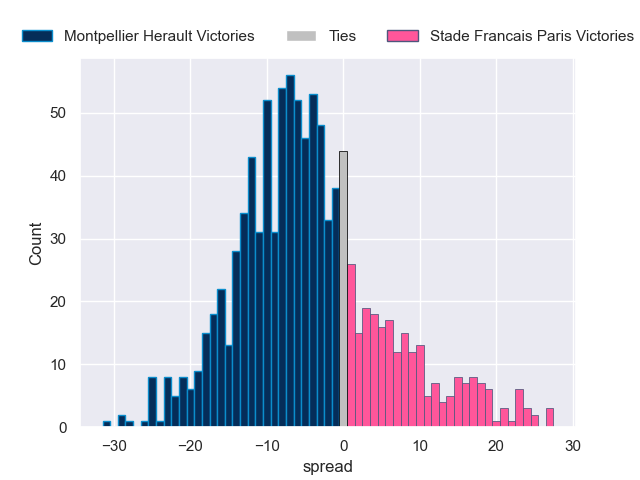 Montpellier Herault Victories Ties Stade Francais Paris Victories
50
40
30
20
10
0
Count
−30 −20 −10 0 10 20 30
spread